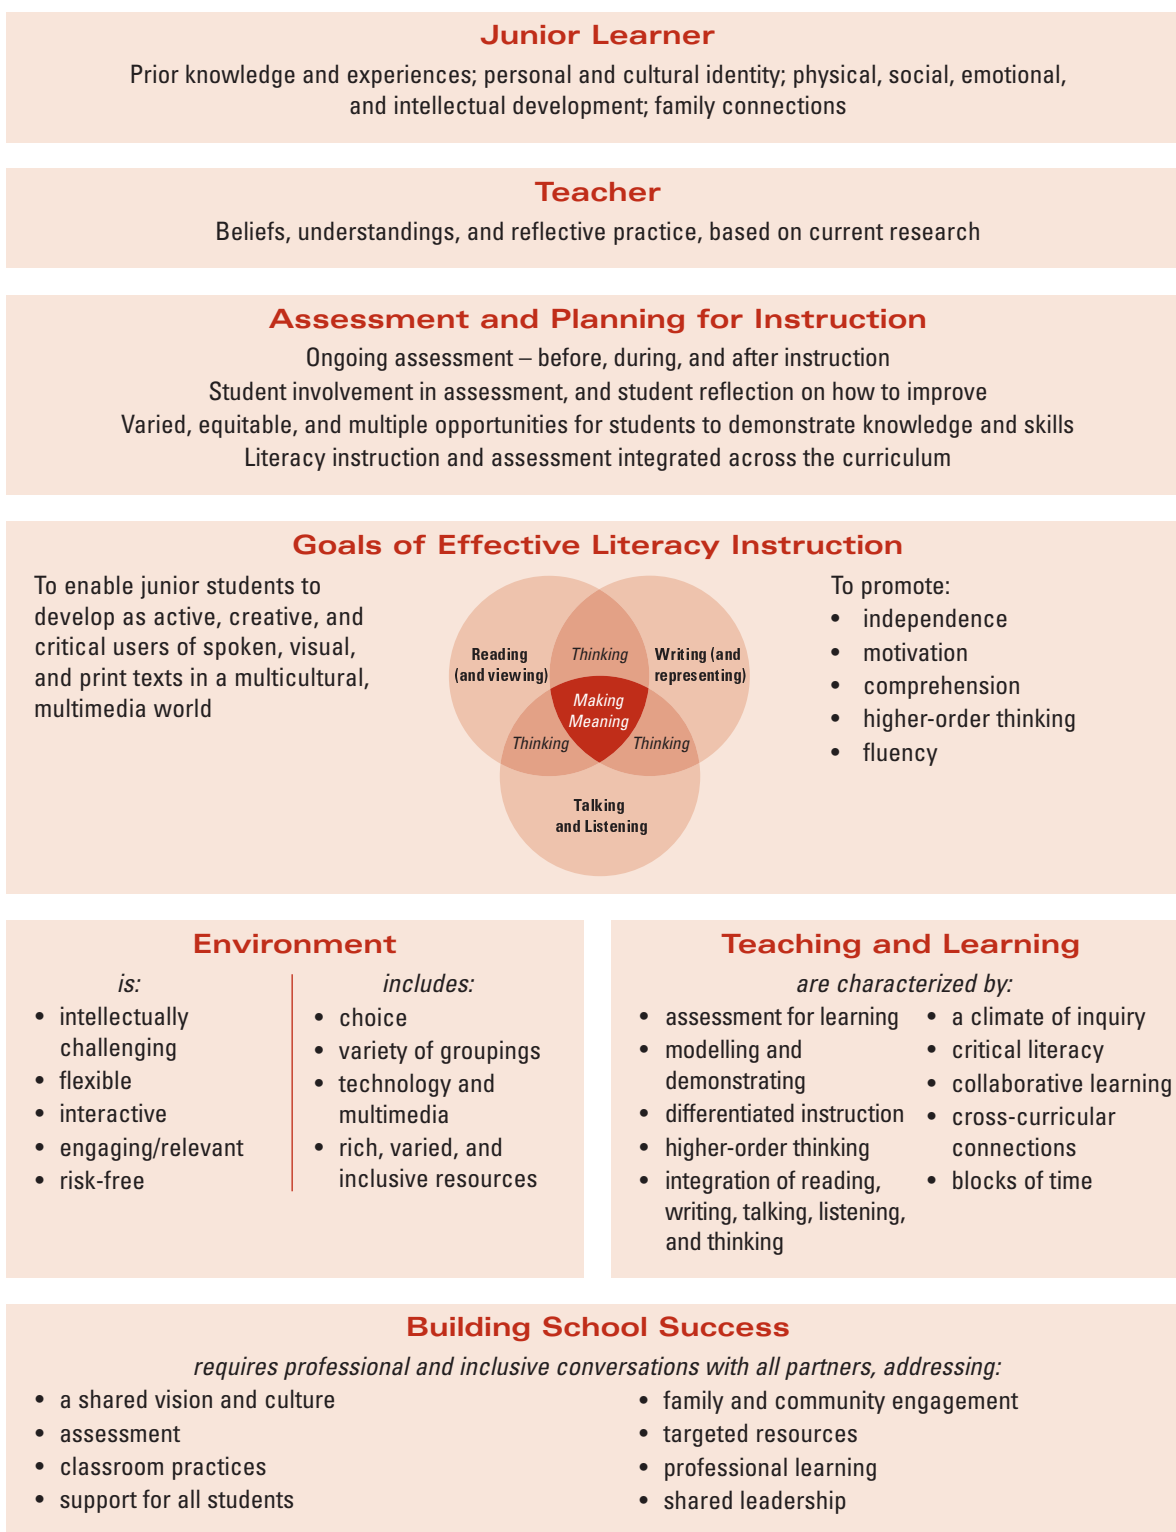 Junior Learner
Prior knowledge and experiences; personal and cultural identity; physical, social, emotional,
and intellectual development; family connections
Teacher
Beliefs, understandings, and reflective practice, based on current research
Assessment and Planning for Instruction
Ongoing assessment – before, during, and after instruction
Student involvement in assessment, and student reflection on how to improve
Varied, equitable, and multiple opportunities for students to demonstrate knowledge and skills
Literacy instruction and assessment integrated across the curriculum
Goals of Effective Literacy Instruction
To enable junior students to
develop as active, creative, and
critical users of spoken, visual,
and print texts in a multicultural,
multimedia world
Reading
(and viewing)
Thinking
Writing (and
representing)
Making
Meaning
Thinking
Thinking
Talking
and Listening
To promote:
• independence
• motivation
• comprehension
• higher-order thinking
• fluency
Environment
is:
• intellectually
challenging
• flexible
• interactive
• engaging/relevant
• risk-free
includes:
• choice
• variety of groupings
• technology and
multimedia
• rich, varied, and
inclusive resources
Teaching and Learning
are characterized by:
• assessment for learning
• modelling and
demonstrating
• differentiated instruction
• higher-order thinking
• integration of reading,
writing, talking, listening,
and thinking
• a climate of inquiry
• critical literacy
• collaborative learning
• cross-curricular
connections
• blocks of time
Building School Success
requires professional and inclusive conversations with all partners, addressing:
• a shared vision and culture
• assessment
• classroom practices
• support for all students
• family and community engagement
• targeted resources
• professional learning
• shared leadership